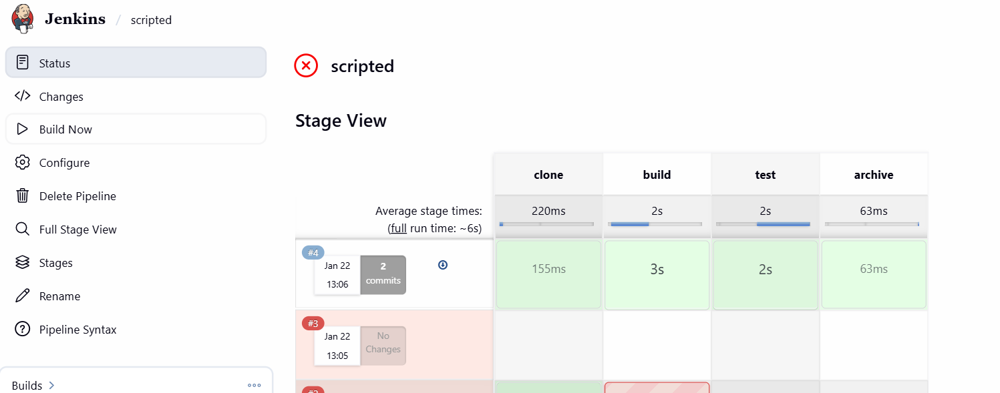 Jenkins / scripted
Status
Changes
Build Now
Configure
Delete Pipeline
Full Stage View
Stages
Rename
Pipeline Syntax
Builds
scripted
Stage View
clone build test archive
Average stage times:
(full run time: ~6s)
220ms 2s 2s 63ms
#4
Jan 22
13:06
2
commits
155ms 3s 2s 63ms
#3
Jan 22
13:05
No
Changes